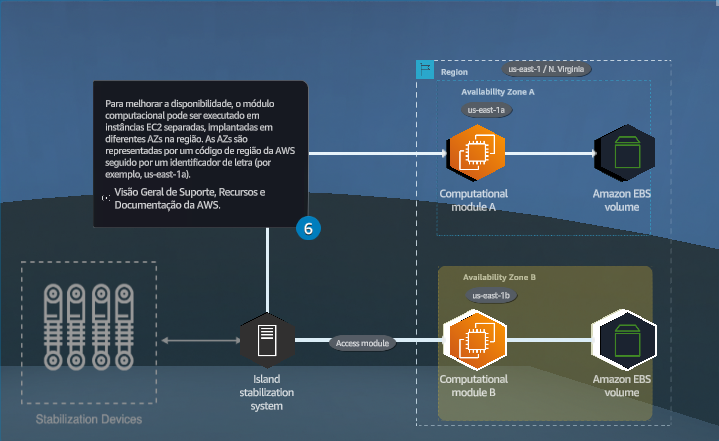 Region
us-east-1 / N. Virginia
Para melhorar a disponibilidade, o módulo
computacional pode ser executado em
instâncias EC2 separadas, implantadas em
diferentes AZs na região. As AZs são
representadas por um código de região da AWS
seguido por um identificador de letra (por
exemplo, us-east-1a).
Visão Geral de Suporte, Recursos e
Documentação da AWS.
6
Availability Zone A
us-east-1a
Computational
module A
Amazon EBS
volume
Availability Zone B
us-east-1b
Access module
Computational
module B
Amazon EBS
volume
Island
stabilization
system
Stabilization Devices